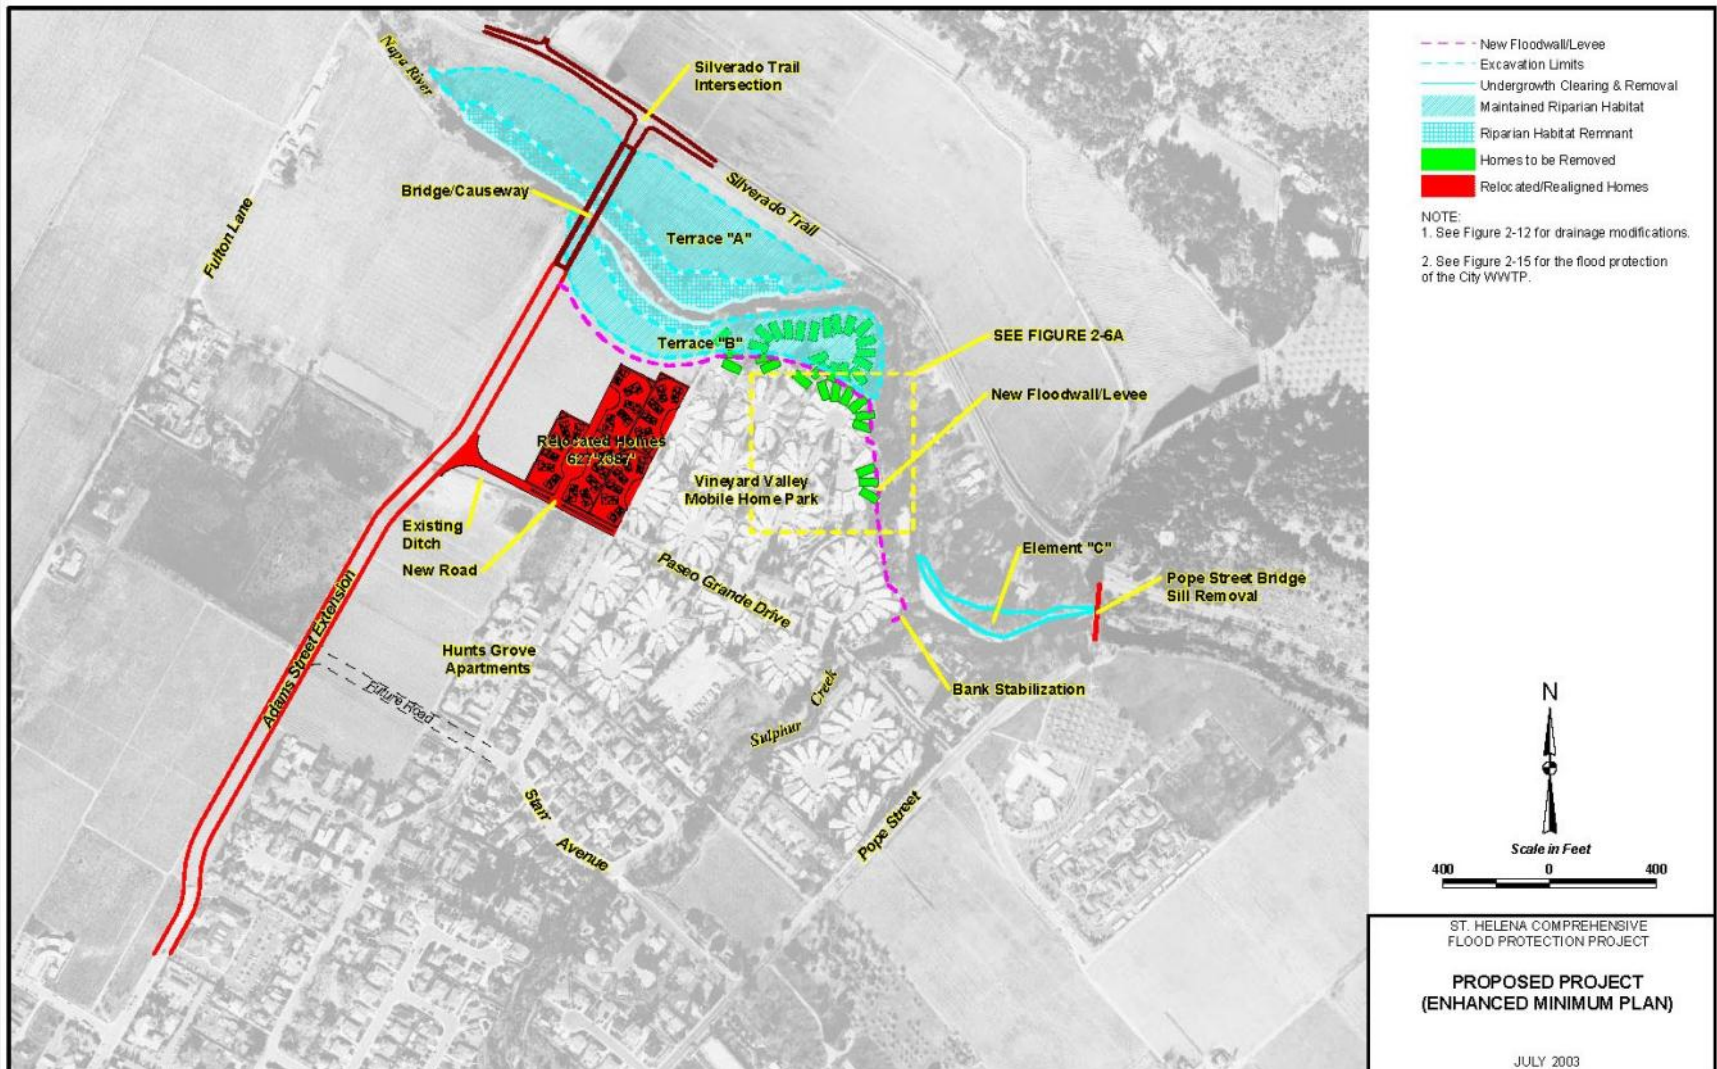 Napa River
Silverado Trail
Intersection
Bridge/Causeway
Silverado Trail
Fulton Lane
Terrace "A"
Terrace "B"
SEE FIGURE 2-6A
New Floodwall/Levee
Relocated Homes
627'x387'
Vineyard Valley
Mobile Home Park
Existing
Ditch
New Road
Element "C"
Pope Street Bridge
Sill Removal
Paseo Grande Drive
Adams Street Extension
Hunts Grove
Apartments
Future Road
Bank Stabilization
Sulphur Creek
Starr Avenue
Pope Street
New Floodwall/Levee
Excavation Limits
Undergrowth Clearing & Removal
Maintained Riparian Habitat
Riparian Habitat Remnant
Homes to be Removed
Relocated/Realigned Homes
NOTE:
1. See Figure 2-12 for drainage modifications.
2. See Figure 2-15 for the flood protection
of the City WWTP.
N
Scale in Feet
400 0 400
ST. HELENA COMPREHENSIVE
FLOOD PROTECTION PROJECT
PROPOSED PROJECT
(ENHANCED MINIMUM PLAN)
JULY 2003